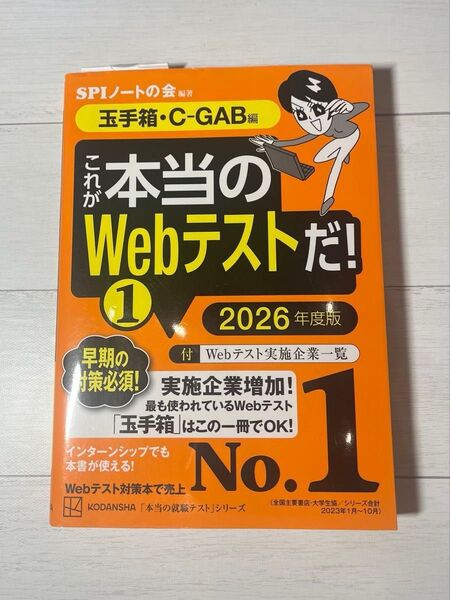 SPIノートの会 編著
玉手箱・C-GAB編
これが
本当の
Webテストだ!
1
2026年度版
付 Webテスト実施企業一覧
早期の
対策必須!
実施企業増加!
最も使われているWebテスト
「玉手箱」はこの一冊でOK!
インターンシップでも
本書が使える!
No.1
Webテスト対策本で売上
(全国主要書店・大学生協/シリーズ合計
2023年1月〜10月)
KODANSHA「本当の就職テスト」シリーズ